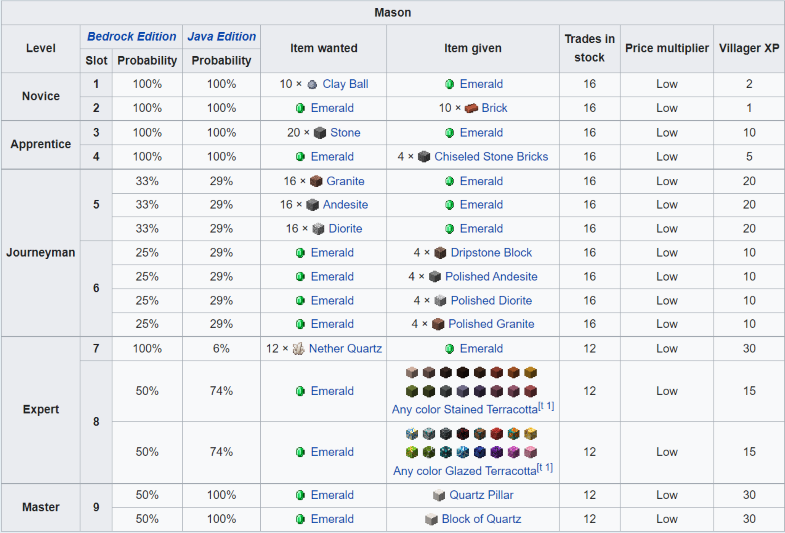 Mason
Level Bedrock Edition Java Edition Item wanted Item given Trades in stock Price multiplier Villager XP
Slot Probability Probability
Novice 1 100% 100% 10 × Clay Ball Emerald 16 Low 2
2 100% 100% Emerald 10 × Brick 16 Low 1
Apprentice 3 100% 100% 20 × Stone Emerald 16 Low 10
4 100% 100% Emerald 4 × Chiseled Stone Bricks 16 Low 5
Journeyman 5 33% 29% 16 × Granite Emerald 16 Low 20
33% 29% 16 × Andesite Emerald 16 Low 20
33% 29% 16 × Diorite Emerald 16 Low 20
6 25% 29% Emerald 4 × Dripstone Block 16 Low 10
25% 29% Emerald 4 × Polished Andesite 16 Low 10
25% 29% Emerald 4 × Polished Diorite 16 Low 10
25% 29% Emerald 4 × Polished Granite 16 Low 10
Expert 7 100% 6% 12 × Nether Quartz Emerald 12 Low 30
8 50% 74% Emerald Any color Stained Terracotta[t 1] 12 Low 15
50% 74% Emerald Any color Glazed Terracotta[t 1] 12 Low 15
Master 9 50% 100% Emerald Quartz Pillar 12 Low 30
50% 100% Emerald Block of Quartz 12 Low 30